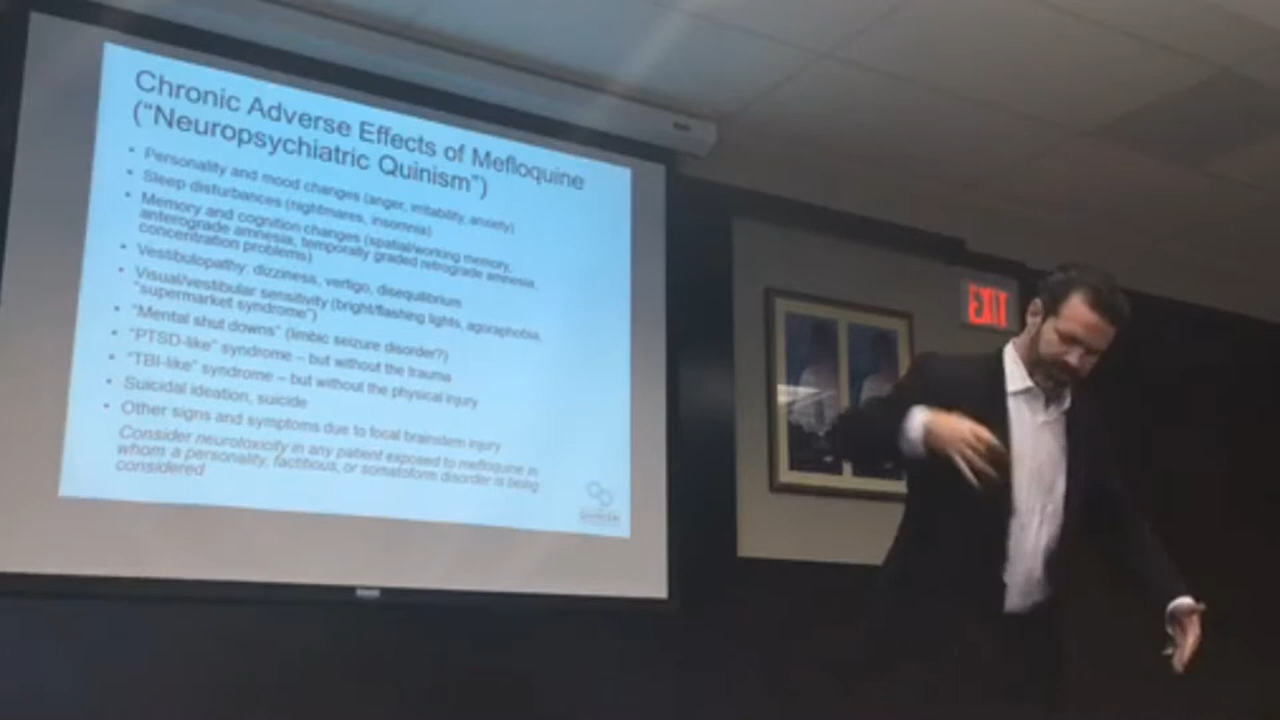 Chronic Adverse Effects of Mefloquine
("Neuropsychiatric Quinism")
• Personality and mood changes (anger, irritability, anxiety)
• Sleep disturbances (nightmares, insomnia)
• Memory and cognition changes (spatial/working memory,
anterograde amnesia, temporally graded retrograde amnesia,
concentration problems)
• Vestibulopathy: dizziness, vertigo, disequilibrium
• Visual/vestibular sensitivity (bright/flashing lights, agoraphobia,
"supermarket syndrome")
• "Mental shut downs" (limbic seizure disorder?)
• "PTSD-like" syndrome – but without the trauma
• "TBI-like" syndrome – but without the physical injury
• Suicidal ideation, suicide
• Other signs and symptoms due to focal brainstem injury
Consider neurotoxicity in any patient exposed to mefloquine in
whom a personality, factitious, or somatoform disorder is being
considered
EXIT